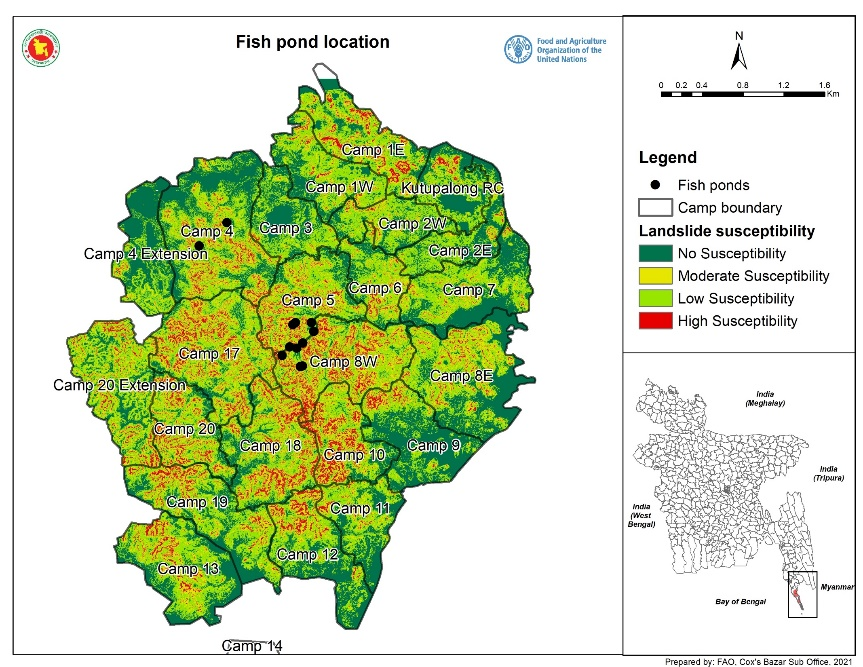 Fish pond location
Food and Agriculture
Organization of the
United Nations
Camp 1E
Camp 1W
Kutupalong RC
Camp 4
Camp 3
Camp 2W
Camp 4 Extension
Camp 2E
Camp 6
Camp 7
Camp 5
Camp 17
Camp 8W
Camp 20 Extension
Camp 8E
Camp 20
Camp 18
Camp 10
Camp 9
Camp 19
Camp 11
Camp 12
Camp 13
Camp 14
N
0 0.2 0.4 0.8 1.2 1.6
Km
Legend
Fish ponds
Camp boundary
Landslide susceptibility
No Susceptibility
Moderate Susceptibility
Low Susceptibility
High Susceptibility
India
(Meghalay)
India
(Tripura)
India
(West
Bengal)
Myanmar
Bay of Bengal
Prepared by: FAO, Cox's Bazar Sub Office. 2021